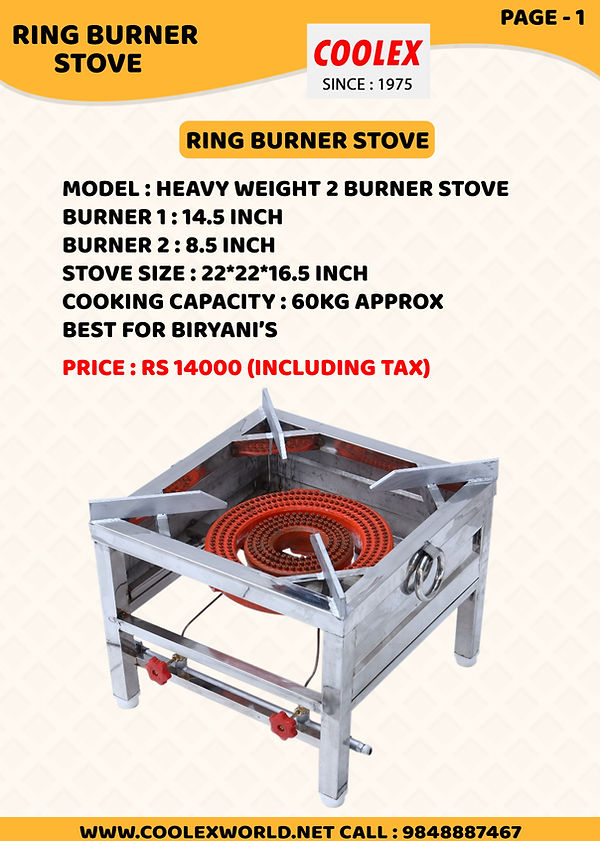 RING BURNER
STOVE
PAGE - 1
COOLEX
SINCE : 1975
RING BURNER STOVE
MODEL : HEAVY WEIGHT 2 BURNER STOVE
BURNER 1 : 14.5 INCH
BURNER 2 : 8.5 INCH
STOVE SIZE : 22*22*16.5 INCH
COOKING CAPACITY : 60KG APPROX
BEST FOR BIRYANI'S
PRICE : RS 14000 (INCLUDING TAX)
WWW.COOLEXWORLD.NET CALL : 9848887467